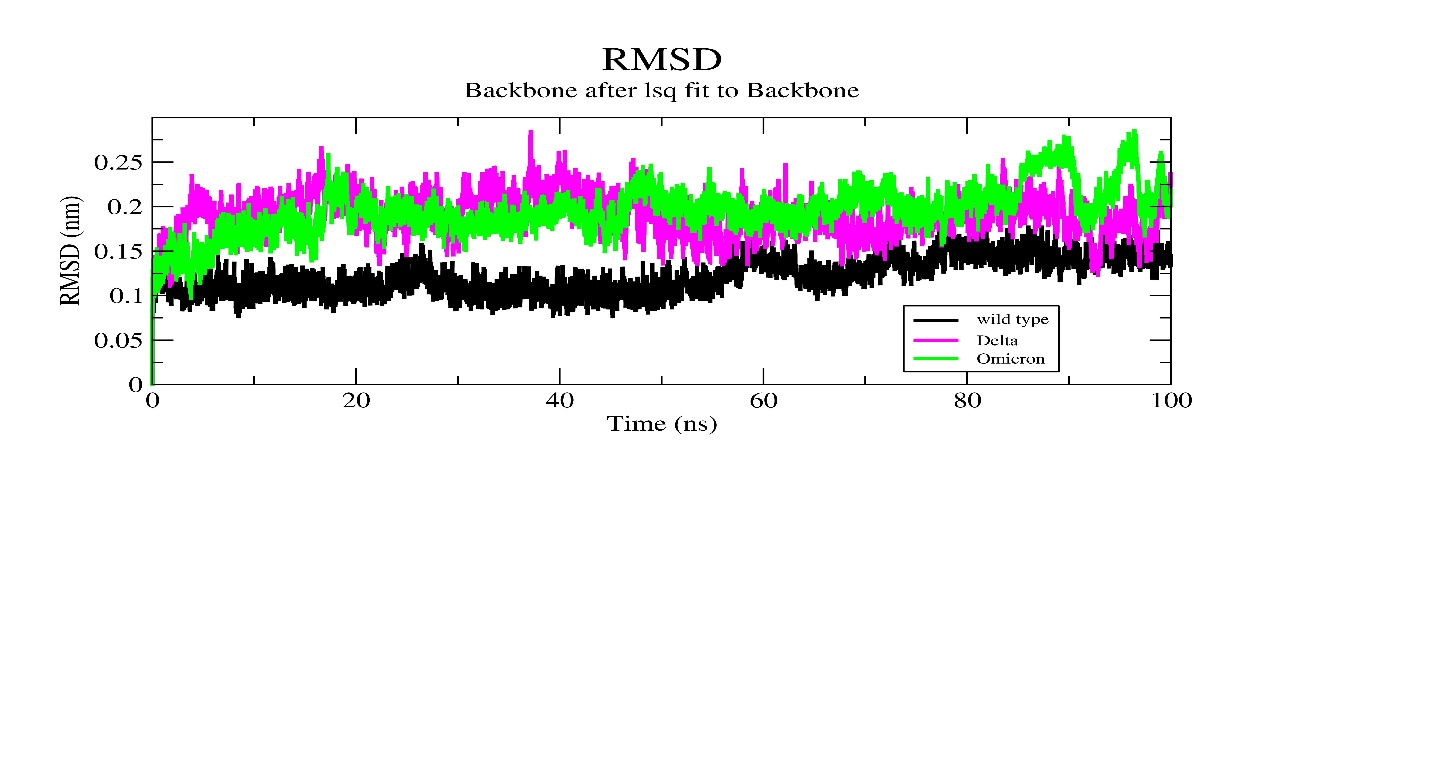 RMSD
Backbone after lsq fit to Backbone
RMSD (nm)
0.25
0.2
0.15
0.1
0.05
0
0 20 40 60 80 100
Time (ns)
wild type
Delta
Omicron